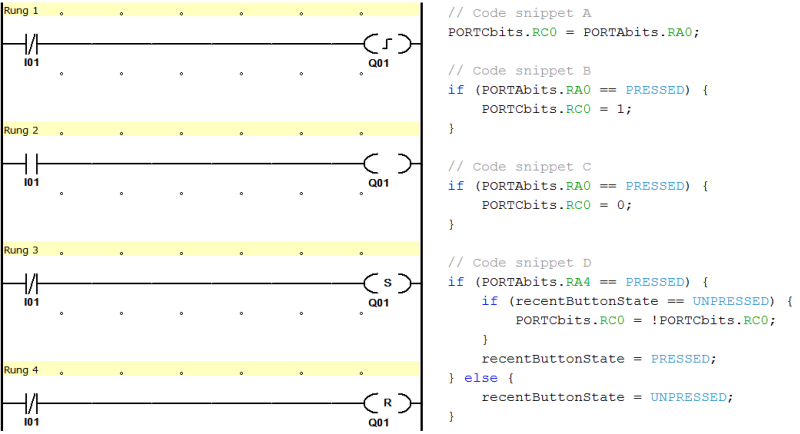 Rung 1
I01
Q01
Rung 2
I01
Q01
Rung 3
I01
S
Q01
Rung 4
I01
R
Q01
// Code snippet A
PORTCbits.RC0 = PORTAbits.RA0;
// Code snippet B
if (PORTAbits.RA0 == PRESSED) {
PORTCbits.RC0 = 1;
}
// Code snippet C
if (PORTAbits.RA0 == PRESSED) {
PORTCbits.RC0 = 0;
}
// Code snippet D
if (PORTAbits.RA4 == PRESSED) {
if (recentButtonState == UNPRESSED) {
PORTCbits.RC0 = !PORTCbits.RC0;
}
recentButtonState = PRESSED;
} else {
recentButtonState = UNPRESSED;
}